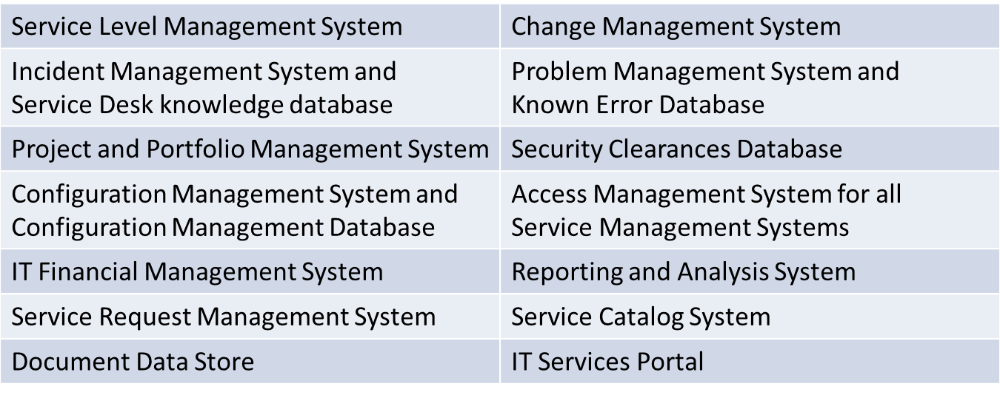 Service Level Management System
Change Management System
Incident Management System and
Service Desk knowledge database
Problem Management System and
Known Error Database
Project and Portfolio Management System
Security Clearances Database
Configuration Management System and
Configuration Management Database
Access Management System for all
Service Management Systems
IT Financial Management System
Reporting and Analysis System
Service Request Management System
Service Catalog System
Document Data Store
IT Services Portal